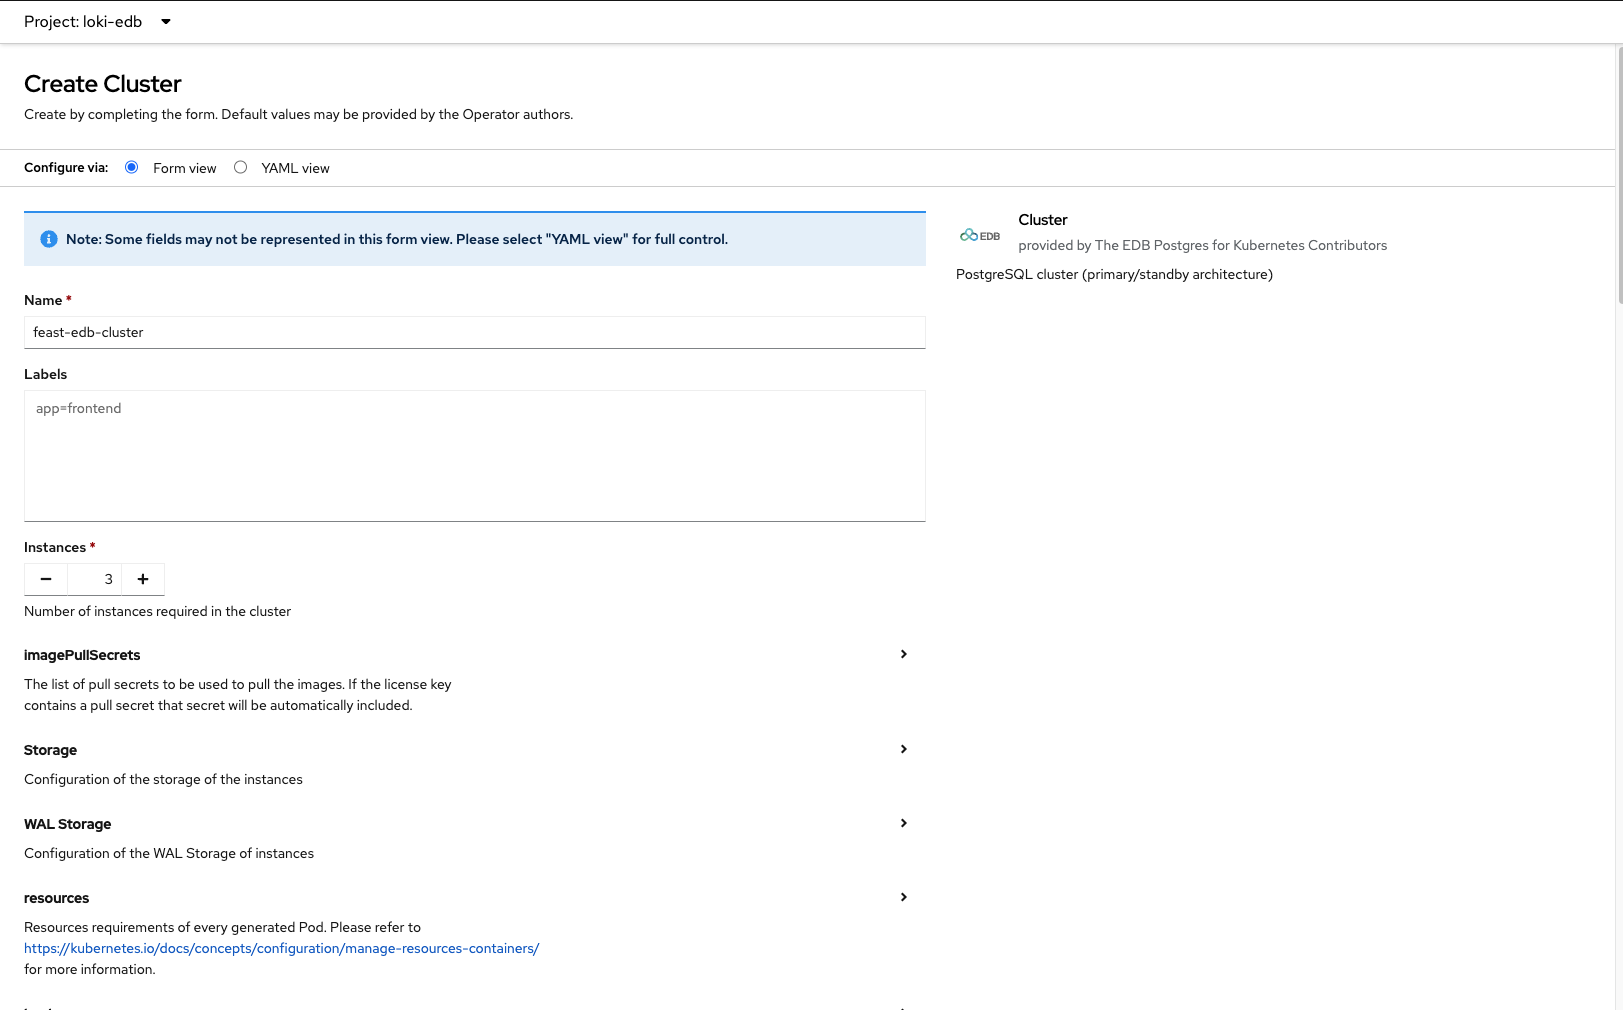 Project: loki-edb
Create Cluster
Create by completing the form. Default values may be provided by the Operator authors.
Configure via: Form view YAML view
Note: Some fields may not be represented in this form view. Please select "YAML view" for full control.
EDB
Cluster
provided by The EDB Postgres for Kubernetes Contributors
PostgreSQL cluster (primary/standby architecture)
Name *
feast-edb-cluster
Labels
app=frontend
Instances *
3
Number of instances required in the cluster
imagePullSecrets
The list of pull secrets to be used to pull the images. If the license key
contains a pull secret that secret will be automatically included.
Storage
Configuration of the storage of the instances
WAL Storage
Configuration of the WAL Storage of instances
resources
Resources requirements of every generated Pod. Please refer to
https://kubernetes.io/docs/concepts/configuration/manage-resources-containers/
for more information.